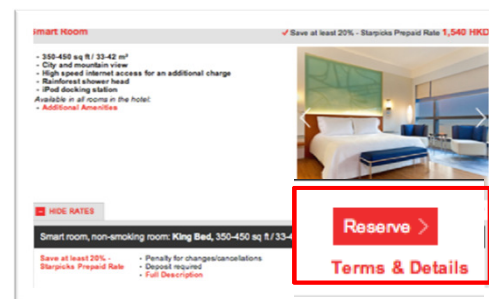 Smart Room
✓ Save at least 20% - Starpicks Prepaid Rate 1,540 HKD
- 350-450 sq ft / 33-42 m²
- City and mountain view
- High speed internet access for an additional charge
- Rainforest shower head
- iPod docking station
Available in all rooms in the hotel:
- Additional Amenities
HIDE RATES
Smart room, non-smoking room: King Bed, 350-450 sq ft / 33-4
Save at least 20% -
Starpicks Prepaid Rate
- Penalty for changes/cancellations
- Deposit required
- Full Description
Reserve >
Terms & Details